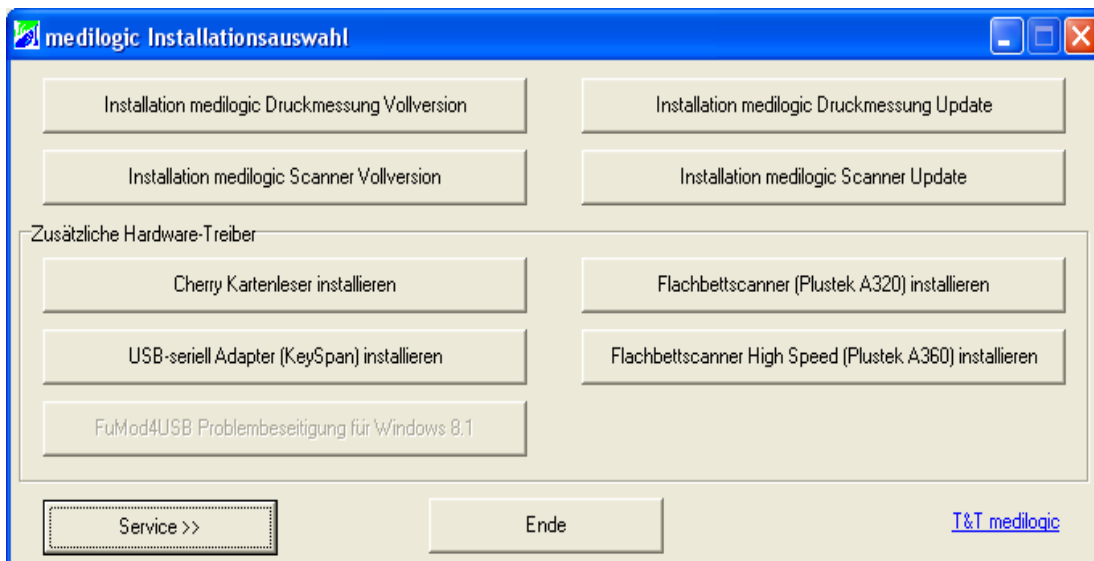 medilogic Installationsauswahl
Installation medilogic Druckmessung Vollversion
Installation medilogic Druckmessung Update
Installation medilogic Scanner Vollversion
Installation medilogic Scanner Update
Zusätzliche Hardware-Treiber
Cherry Kartenleser installieren
Flachbettscanner (Plustek A320) installieren
USB-seriell Adapter (KeySpan) installieren
Flachbettscanner High Speed (Plustek A360) installieren
FuMod4USB Problembeseitigung für Windows 8.1
Service >>
Ende
T&T medilogic